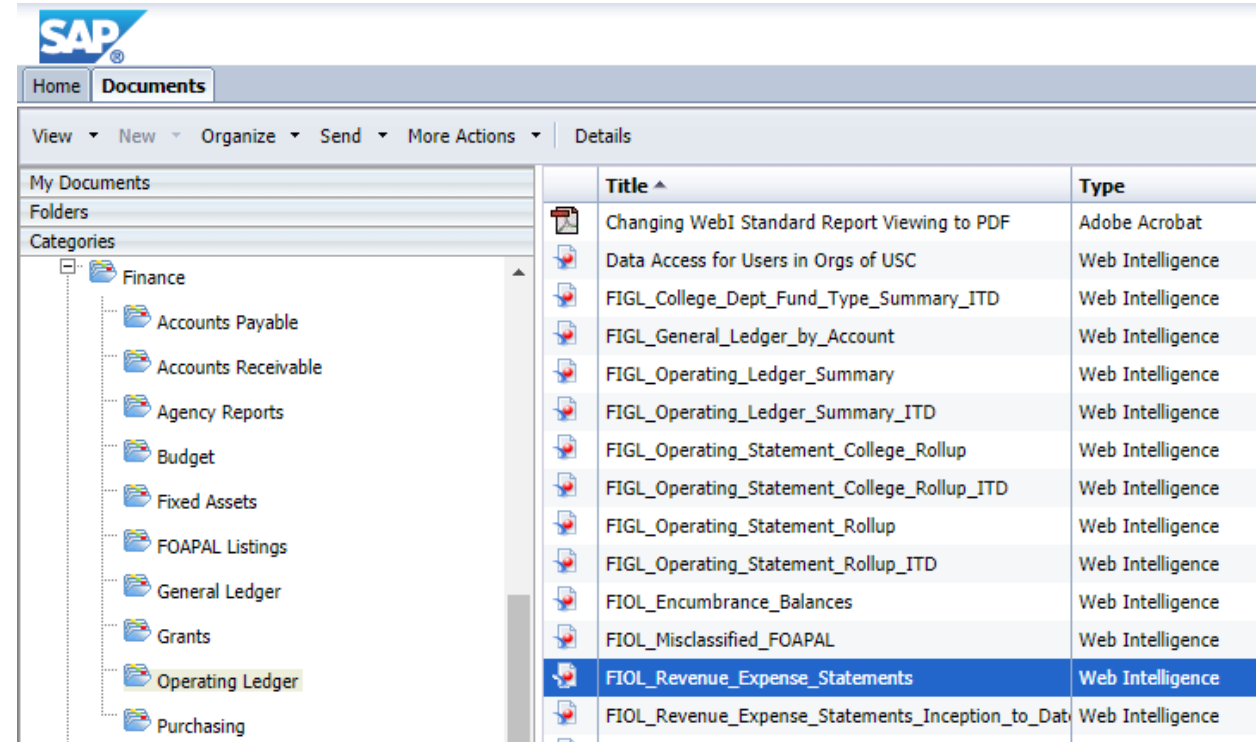 SAP®
Home Documents
View New Organize Send More Actions Details
My Documents
Folders
Categories
Finance
Accounts Payable
Accounts Receivable
Agency Reports
Budget
Fixed Assets
FOAPAL Listings
General Ledger
Grants
Operating Ledger
Purchasing
Title Type
Changing WebI Standard Report Viewing to PDF Adobe Acrobat
Data Access for Users in Orgs of USC Web Intelligence
FIGL_College_Dept_Fund_Type_Summary_ITD Web Intelligence
FIGL_General_Ledger_by_Account Web Intelligence
FIGL_Operating_Ledger_Summary Web Intelligence
FIGL_Operating_Ledger_Summary_ITD Web Intelligence
FIGL_Operating_Statement_College_Rollup Web Intelligence
FIGL_Operating_Statement_College_Rollup_ITD Web Intelligence
FIGL_Operating_Statement_Rollup Web Intelligence
FIGL_Operating_Statement_Rollup_ITD Web Intelligence
FIOL_Encumbrance_Balances Web Intelligence
FIOL_Misclassified_FOAPAL Web Intelligence
FIOL_Revenue_Expense_Statements Web Intelligence
FIOL_Revenue_Expense_Statements_Inception_to_Dat Web Intelligence